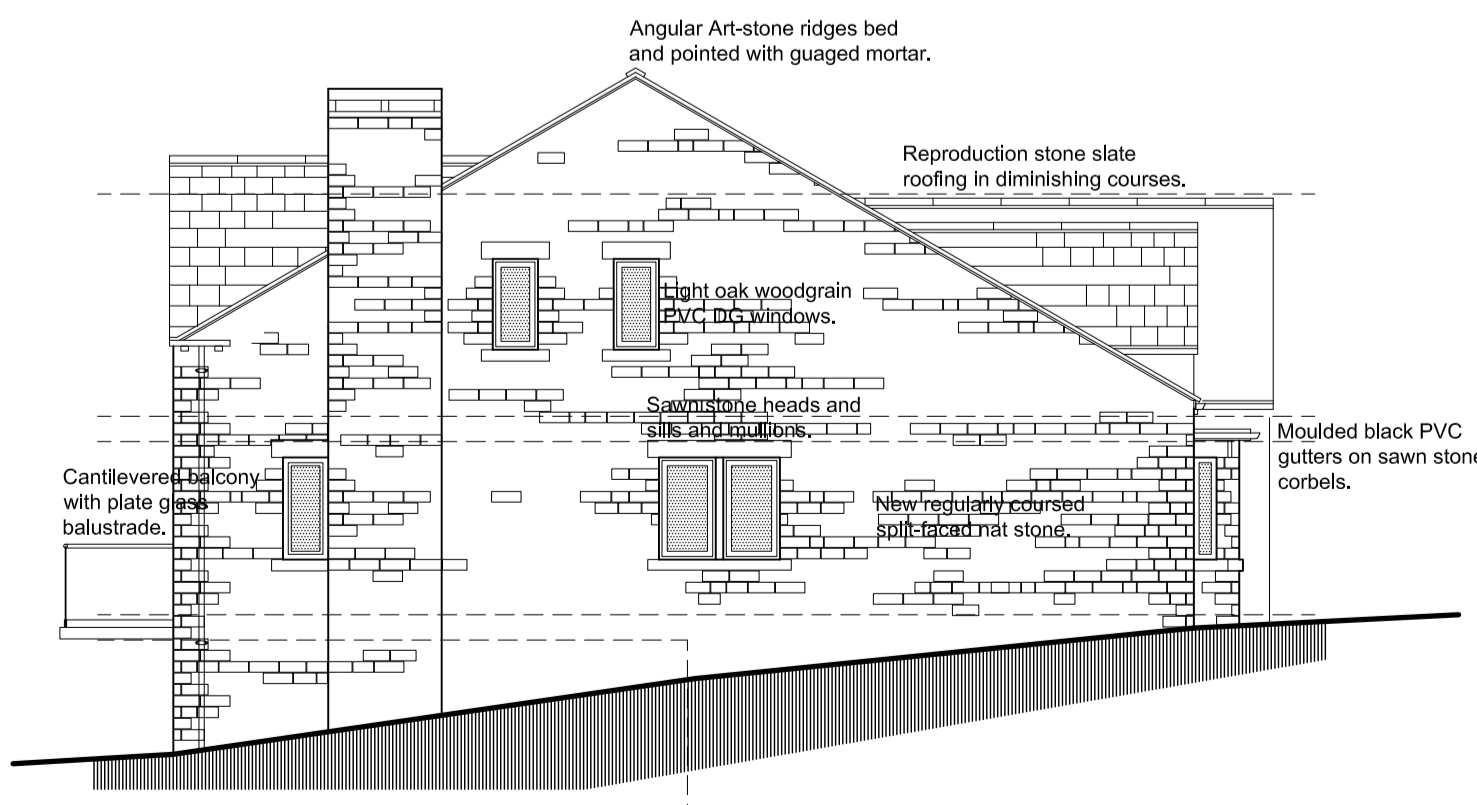 Angular Art-stone ridges bed
and pointed with guaged mortar.
Reproduction stone slate
roofing in diminishing courses.
Light oak woodgrain
PVC DG windows.
Sawn stone heads and
sills and mullions.
Moulded black PVC
gutters on sawn stone
corbels.
Cantilevered balcony
with plate glass
balustrade.
New regularly coursed
split-faced nat stone.